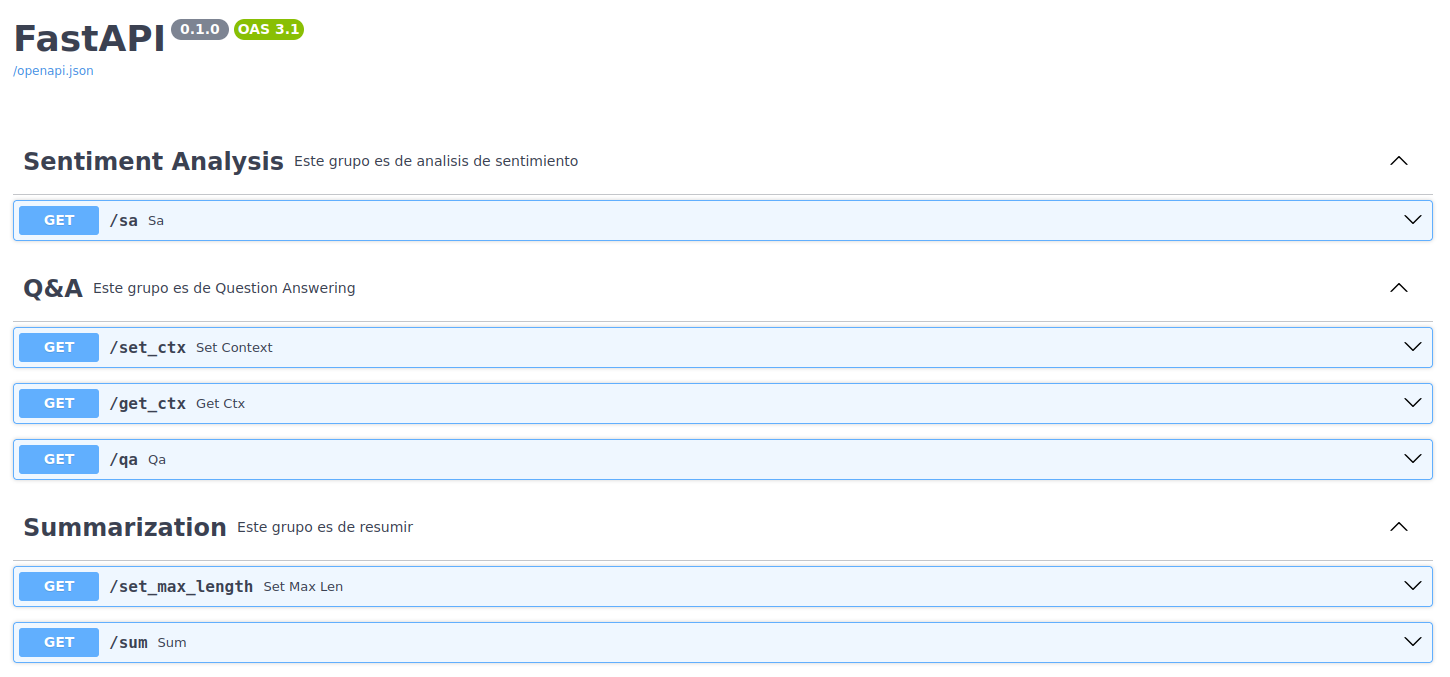 FastAPI 0.1.0 OAS 3.1
/openapi.json
Sentiment Analysis Este grupo es de analisis de sentimiento
GET /sa Sa
Q&A Este grupo es de Question Answering
GET /set_ctx Set Context
GET /get_ctx Get Ctx
GET /qa Qa
Summarization Este grupo es de resumir
GET /set_max_length Set Max Len
GET /sum Sum